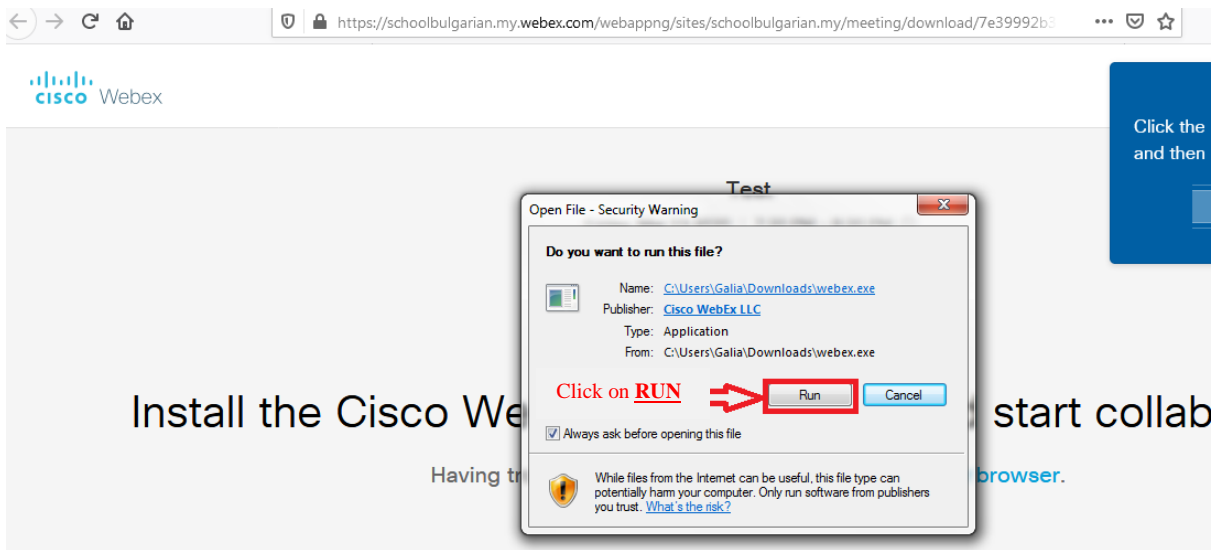 https://schoolbulgarian.my.webex.com/webappng/sites/schoolbulgarian.my/meeting/download/7e39992b3
cisco Webex
Click the
and then
Test
Open File - Security Warning
Do you want to run this file?
Name: C:\Users\Galia\Downloads\webex.exe
Publisher: Cisco WebEx LLC
Type: Application
From: C:\Users\Galia\Downloads\webex.exe
Click on RUN
Run Cancel
Install the Cisco We start collab
Always ask before opening this file
Having tr browser.
While files from the Internet can be useful, this file type can
potentially harm your computer. Only run software from publishers
you trust. What's the risk?